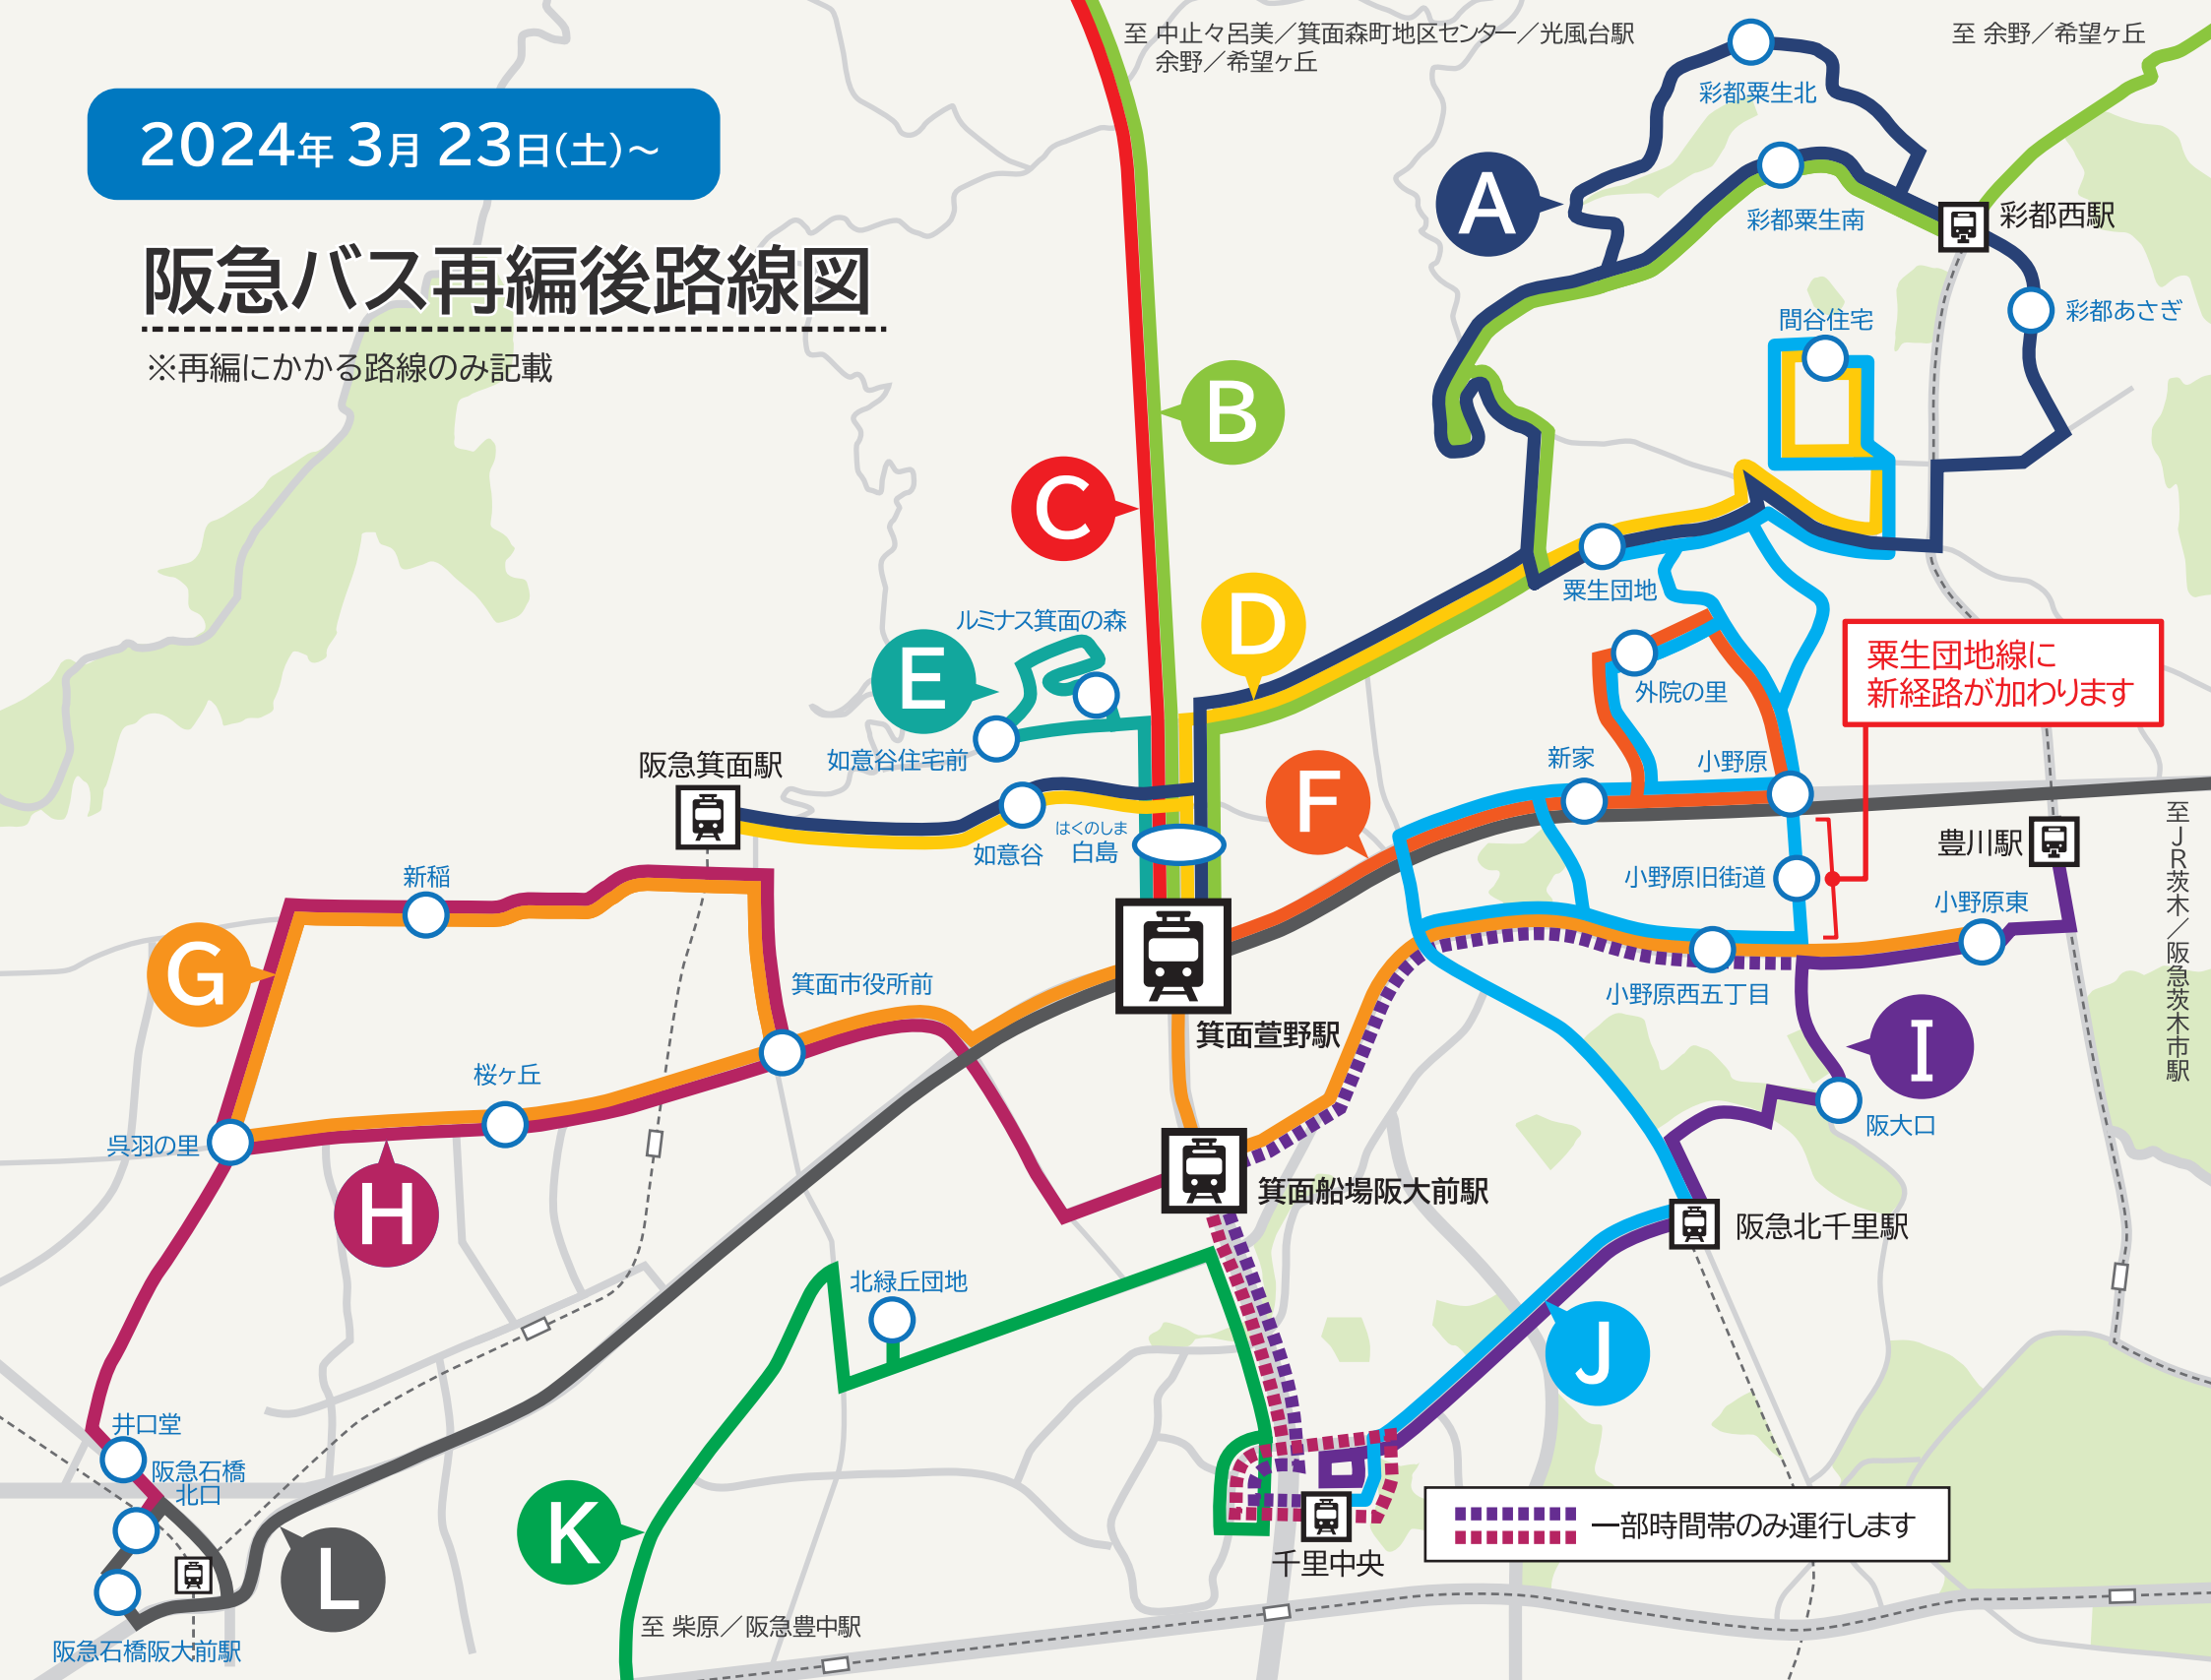 2024年 3月 23日(土)～
阪急バス再編後路線図
※再編にかかる路線のみ記載
至 中止々呂美／箕面森町地区センター／光風台駅
余野／希望ヶ丘
至 余野／希望ヶ丘
彩都粟生北
A
彩都粟生南
彩都西駅
彩都あさぎ
間谷住宅
B
C
粟生団地
D
ルミナス箕面の森
E
粟生団地線に
新経路が加わります
外院の里
如意谷住宅前
阪急箕面駅
新家
小野原
F
至JR茨木／阪急茨木市駅
はくのしま
白島
如意谷
豊川駅
新稲
小野原旧街道
小野原東
G
箕面市役所前
小野原西五丁目
箕面萱野駅
I
桜ヶ丘
呉羽の里
阪大口
H
箕面船場阪大前駅
阪急北千里駅
北緑丘団地
J
井口堂
阪急石橋
北口
K
一部時間帯のみ運行します
千里中央
L
至 柴原／阪急豊中駅
阪急石橋阪大前駅